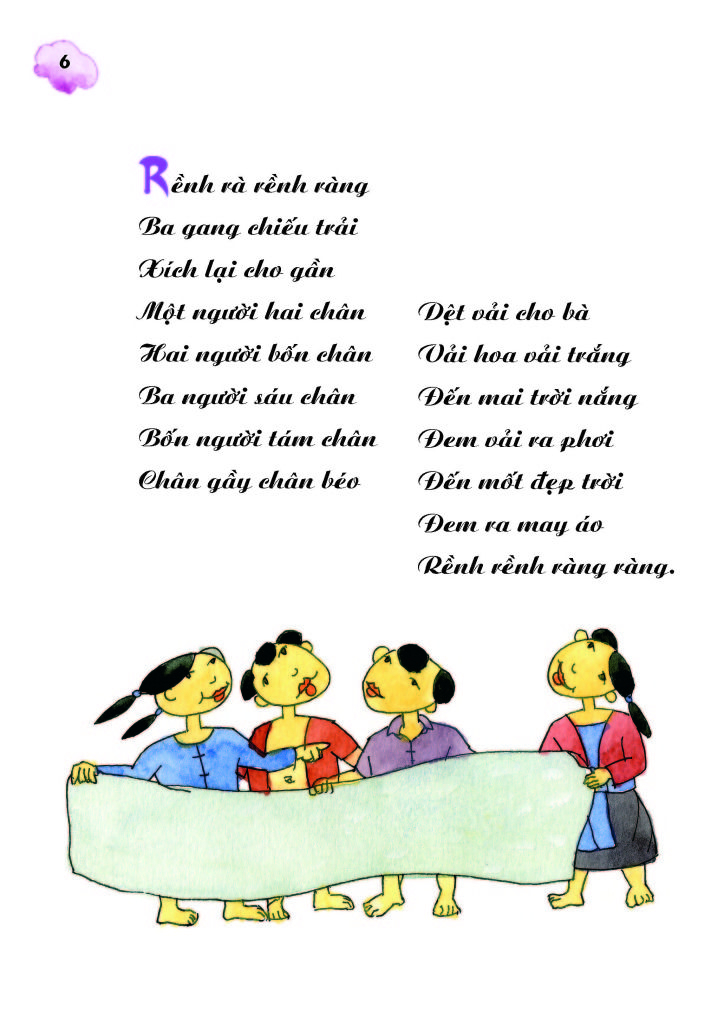 6
Rềnh rà rềnh ràng
Ba gang chiếu trải
Xích lại cho gần
Một người hai chân
Hai người bốn chân
Ba người sáu chân
Bốn người tám chân
Chân gầy chân béo
Dệt vải cho bà
Vải hoa vải trắng
Đến mai trời nắng
Đem vải ra phơi
Đến mốt đẹp trời
Đem ra may áo
Rềnh rềnh ràng ràng.